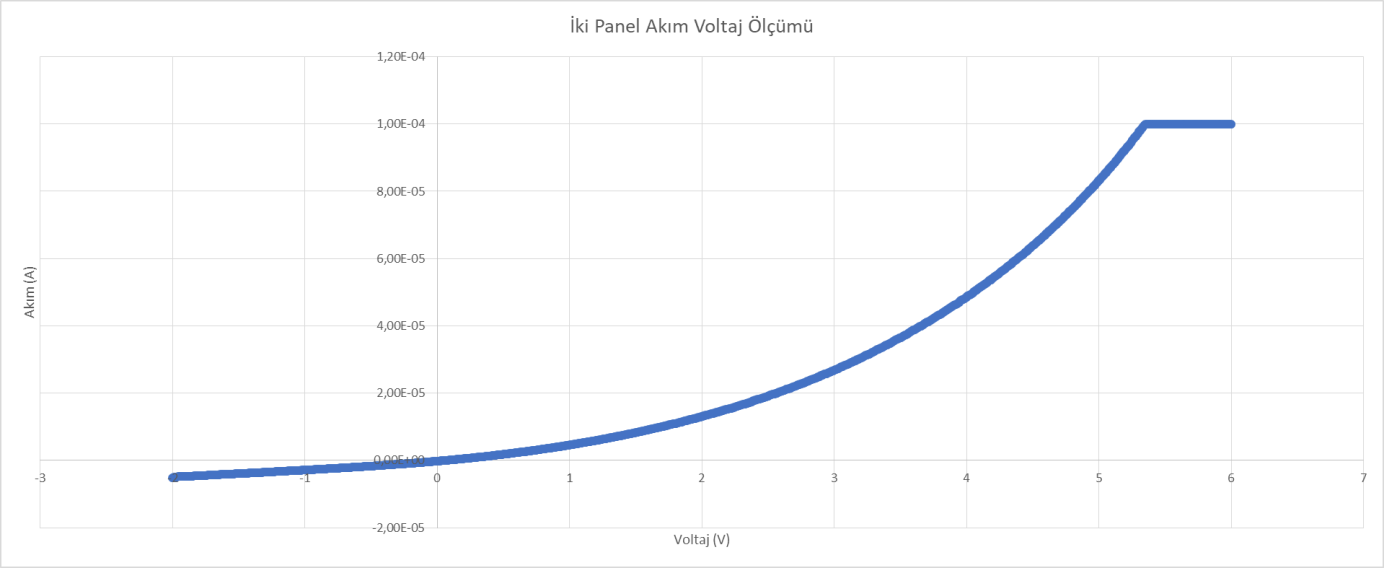 İki Panel Akım Voltaj Ölçümü
1,20E-04
1,00E-04
8,00E-05
6,00E-05
4,00E-05
2,00E-05
0,00E+00
-2,00E-05
Akım (A)
-3
-2
-1
0
1
2
3
4
5
6
7
Voltaj (V)